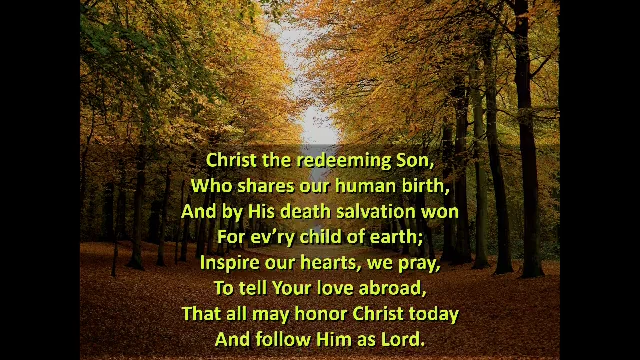 Christ the redeeming Son,
Who shares our human birth,
And by His death salvation won
For ev'ry child of earth;
Inspire our hearts, we pray,
To tell Your love abroad,
That all may honor Christ today
And follow Him as Lord.